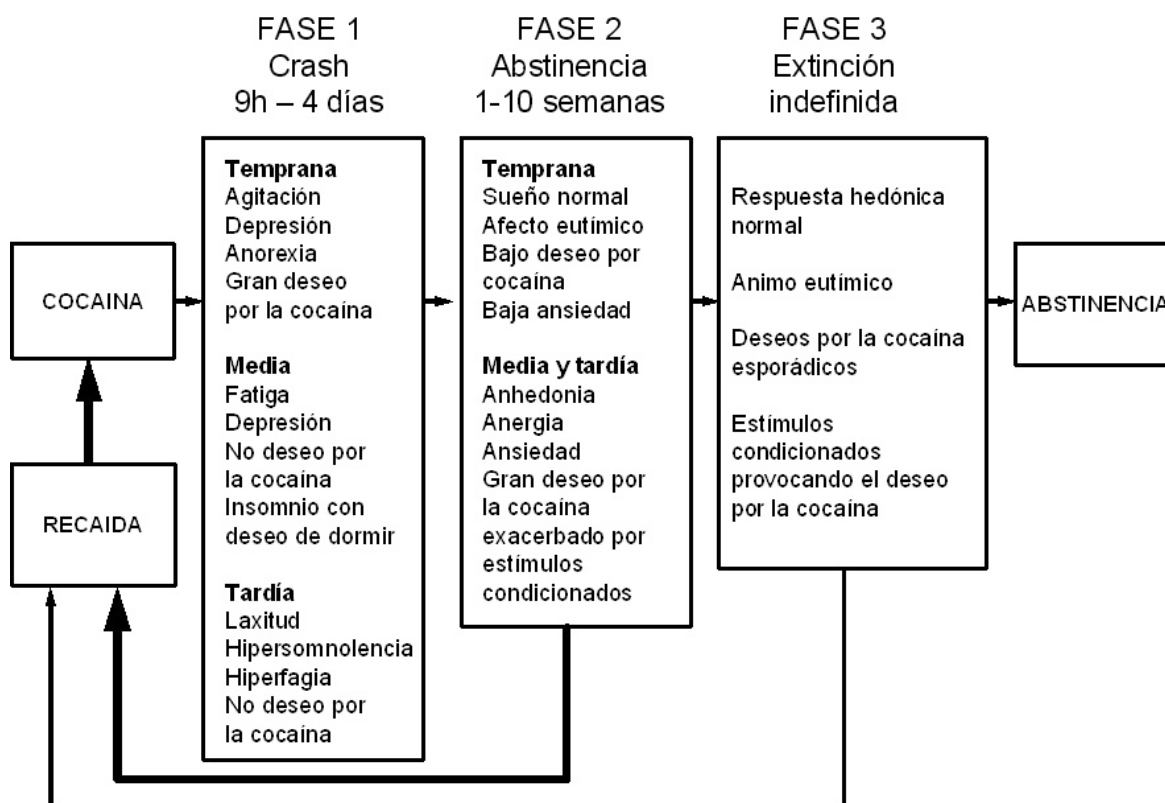 FASE 1
Crash
9h – 4 días
FASE 2
Abstinencia
1-10 semanas
FASE 3
Extinción
indefinida
COCAINA
RECAIDA
Temprana
Agitación
Depresión
Anorexia
Gran deseo
por la cocaína
Media
Fatiga
Depresión
No deseo por
la cocaína
Insomnio con
deseo de dormir
Tardía
Laxitud
Hipersomnolencia
Hiperfagia
No deseo por
la cocaína
Temprana
Sueño normal
Afecto eutímico
Bajo deseo por
cocaína
Baja ansiedad
Media y tardía
Anhedonia
Anergia
Ansiedad
Gran deseo por
la cocaína
exacerbado por
estímulos
condicionados
Respuesta hedónica
normal
Animo eutímico
Deseos por la cocaína
esporádicos
Estímulos
condicionados
provocando el deseo
por la cocaína
ABSTINENCIA